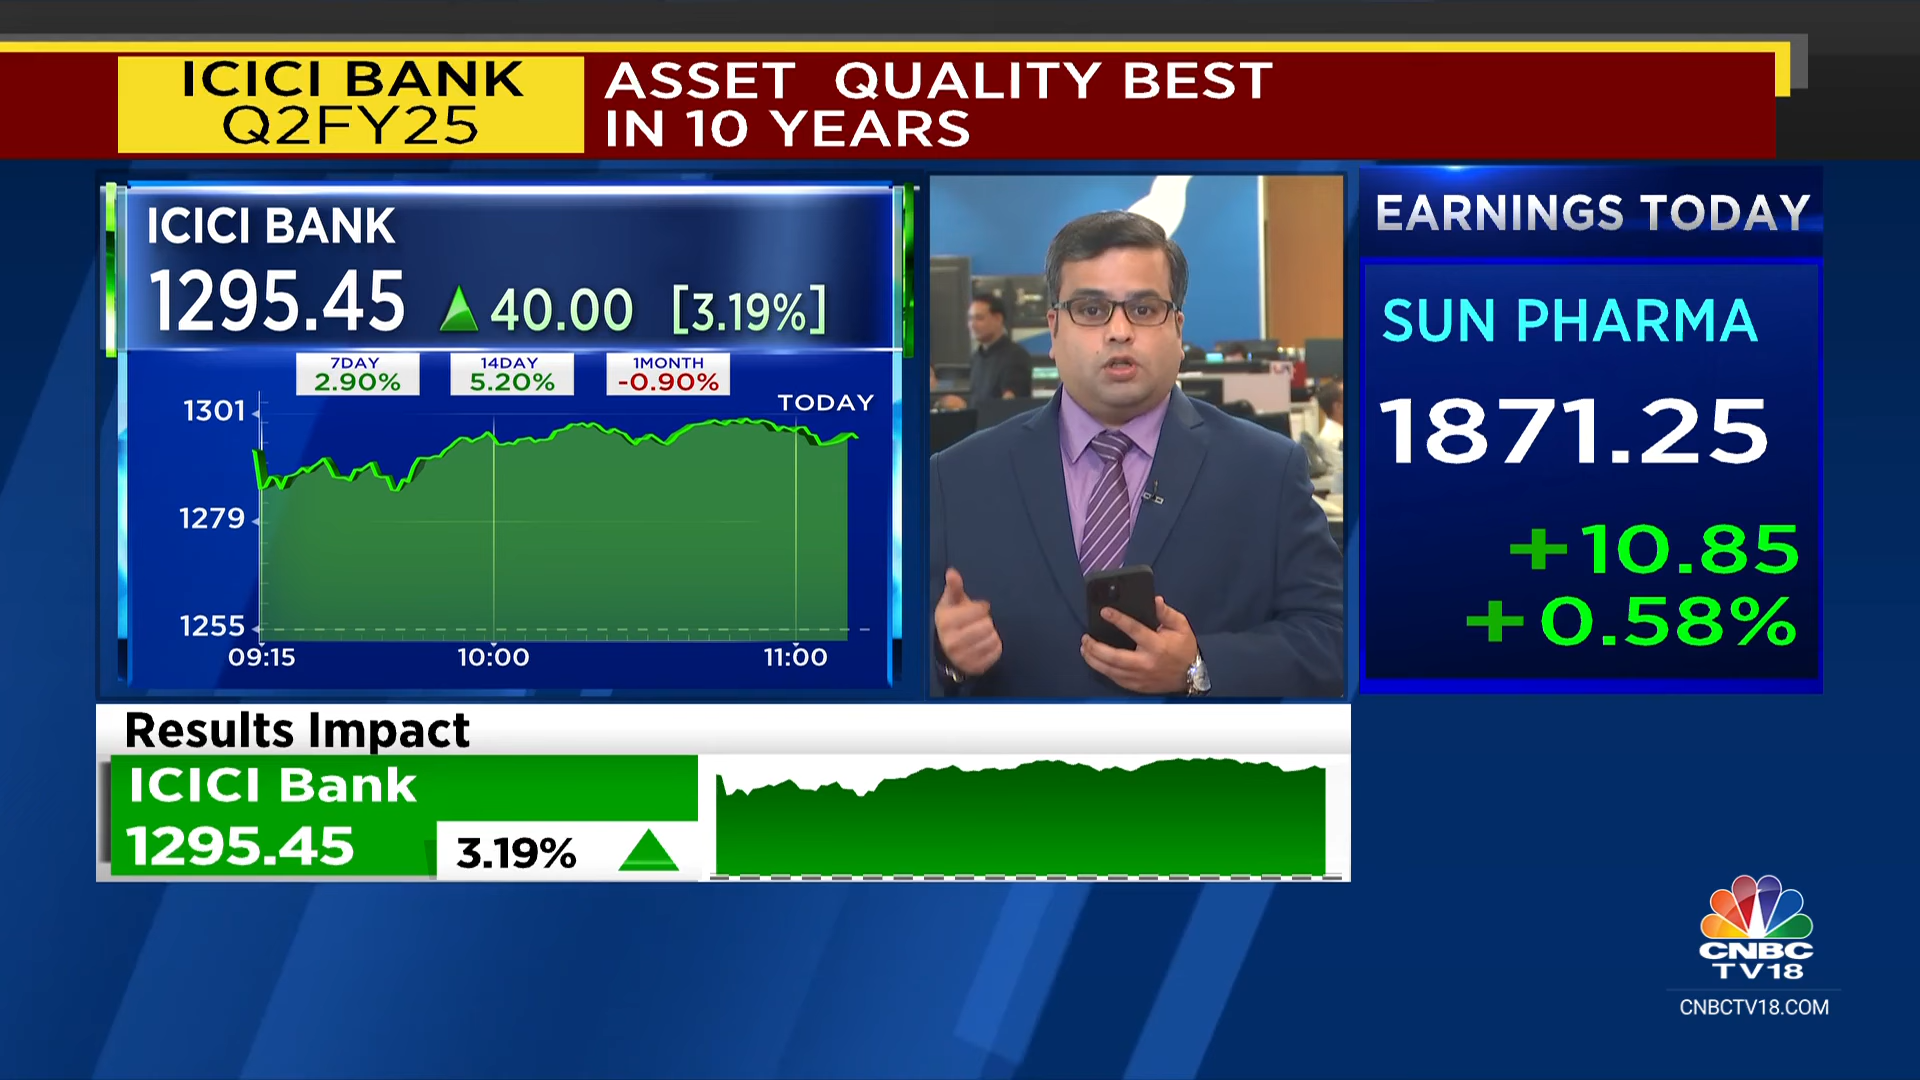 ICICI BANK
Q2FY25
ASSET QUALITY BEST
IN 10 YEARS
ICICI BANK
1295.45 ▲ 40.00 [3.19%]
7DAY
2.90%
14DAY
5.20%
1MONTH
-0.90%
TODAY
1301
1279
1255
09:15 10:00 11:00
EARNINGS TODAY
SUN PHARMA
1871.25
+10.85
+0.58%
Results Impact
ICICI Bank
1295.45
3.19%
CNBC
TV18
CNBCTV18.COM